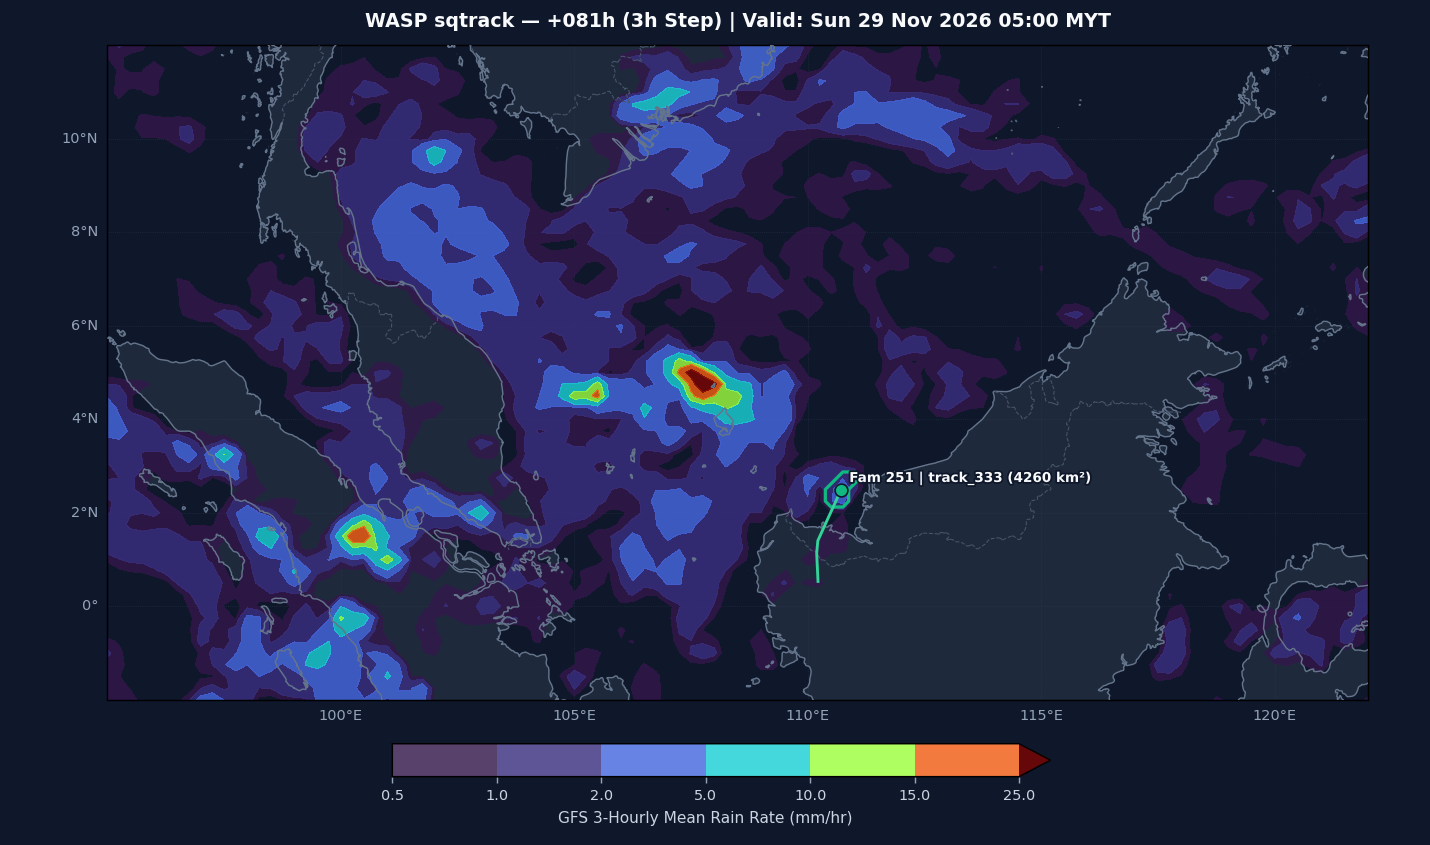 WASP sqtrack — +081h (3h Step) | Valid: Sun 29 Nov 2026 05:00 MYT
10°N
8°N
6°N
4°N
2°N
0°
Fam 251 | track_333 (4260 km²)
100°E 105°E 110°E 115°E 120°E
0.5 1.0 2.0 5.0 10.0 15.0 25.0
GFS 3-Hourly Mean Rain Rate (mm/hr)